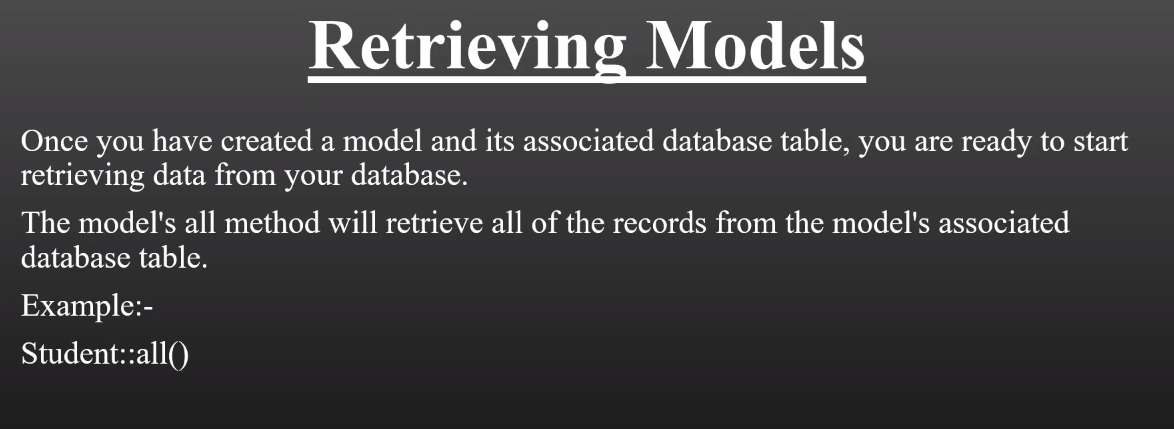 Retrieving Models
Once you have created a model and its associated database table, you are ready to start
retrieving data from your database.
The model's all method will retrieve all of the records from the model's associated
database table.
Example:-
Student::all()